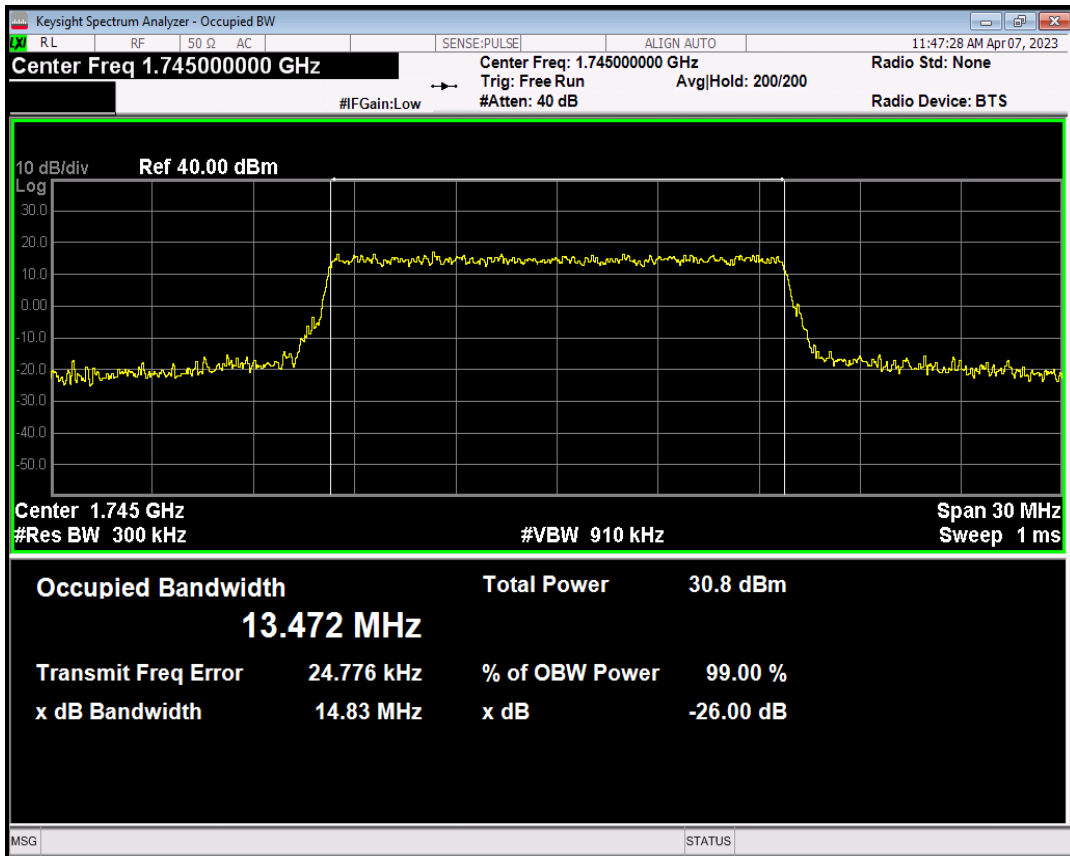 Keysight Spectrum Analyzer - Occupied BW
LXI RL RF 50 Ω AC SENSE:PULSE ALIGN AUTO 11:47:28 AM Apr 07, 2023
Center Freq 1.745000000 GHz Center Freq: 1.745000000 GHz Radio Std: None
Trig: Free Run Avg|Hold: 200/200
#IFGain:Low #Atten: 40 dB Radio Device: BTS
10 dB/div Ref 40.00 dBm
Log
30.0
20.0
10.0
0.00
-10.0
-20.0
-30.0
-40.0
-50.0
Center 1.745 GHz Span 30 MHz
#Res BW 300 kHz #VBW 910 kHz Sweep 1 ms
Occupied Bandwidth Total Power 30.8 dBm
13.472 MHz
Transmit Freq Error 24.776 kHz % of OBW Power 99.00 %
x dB Bandwidth 14.83 MHz x dB -26.00 dB
MSG STATUS